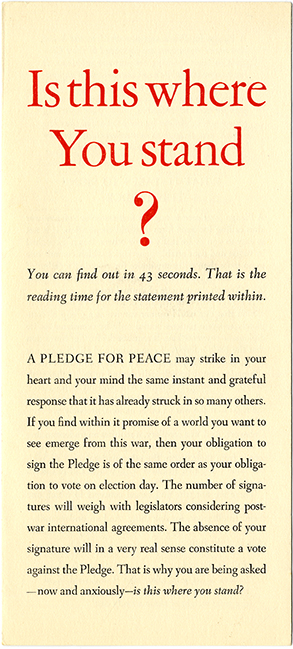 Is this where
You stand
?
You can find out in 43 seconds. That is the
reading time for the statement printed within.
A PLEDGE FOR PEACE may strike in your
heart and your mind the same instant and grateful
response that it has already struck in so many others.
If you find within it promise of a world you want to
see emerge from this war, then your obligation to
sign the Pledge is of the same order as your obliga-
tion to vote on election day. The number of signa-
tures will weigh with legislators considering post-
war international agreements. The absence of your
signature will in a very real sense constitute a vote
against the Pledge. That is why you are being asked
—now and anxiously—is this where you stand?